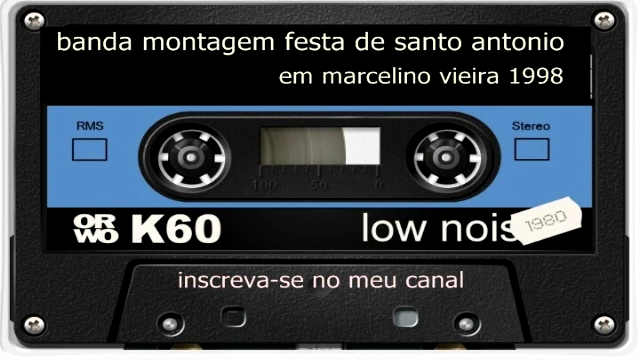 banda montagem festa de santo antonio
em marcelino vieira 1998
RMS
Stereo
100 50 0
ORWO K60
low nois
1980
inscreva-se no meu canal